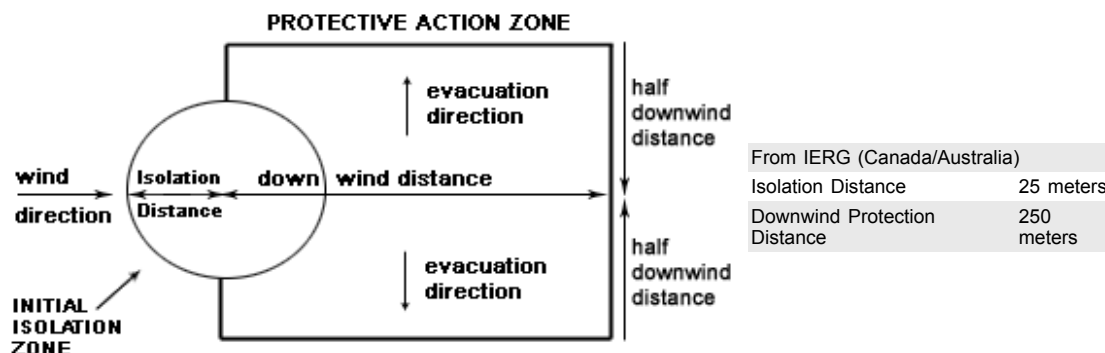 PROTECTIVE ACTION ZONE
evacuation
direction
half
downwind
distance
wind
direction
Isolation
Distance
down wind distance
evacuation
direction
half
downwind
distance
INITIAL
ISOLATION
ZONE
From IERG (Canada/Australia)
Isolation Distance 25 meters
Downwind Protection 250
Distance meters